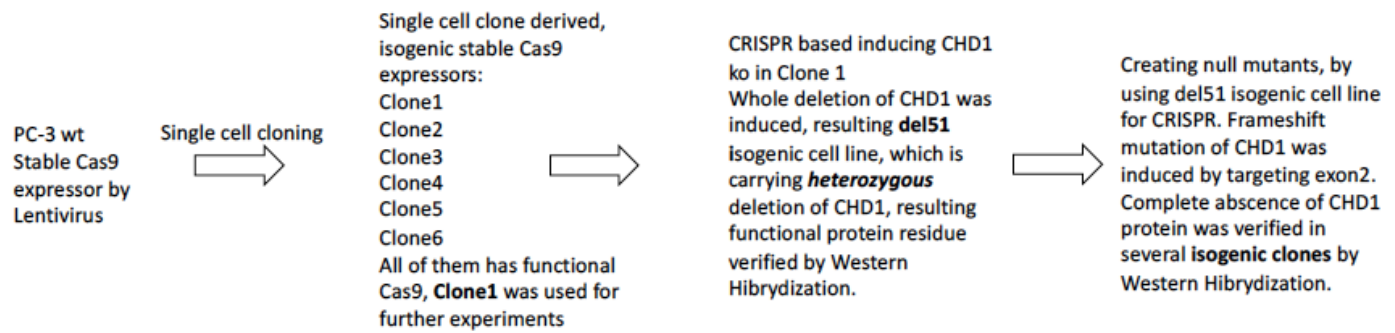 PC-3 wt
Stable Cas9
expressor by
Lentivirus
Single cell cloning
Single cell clone derived,
isogenic stable Cas9
expressors:
Clone1
Clone2
Clone3
Clone4
Clone5
Clone6
All of them has functional
Cas9, Clone1 was used for
further experiments
CRISPR based inducing CHD1
ko in Clone 1
Whole deletion of CHD1 was
induced, resulting del51
isogenic cell line, which is
carrying heterozygous
deletion of CHD1, resulting
functional protein residue
verified by Western
Hibrydization.
Creating null mutants, by
using del51 isogenic cell line
for CRISPR. Frameshift
mutation of CHD1 was
induced by targeting exon2.
Complete abscence of CHD1
protein was verified in
several isogenic clones by
Western Hibrydization.